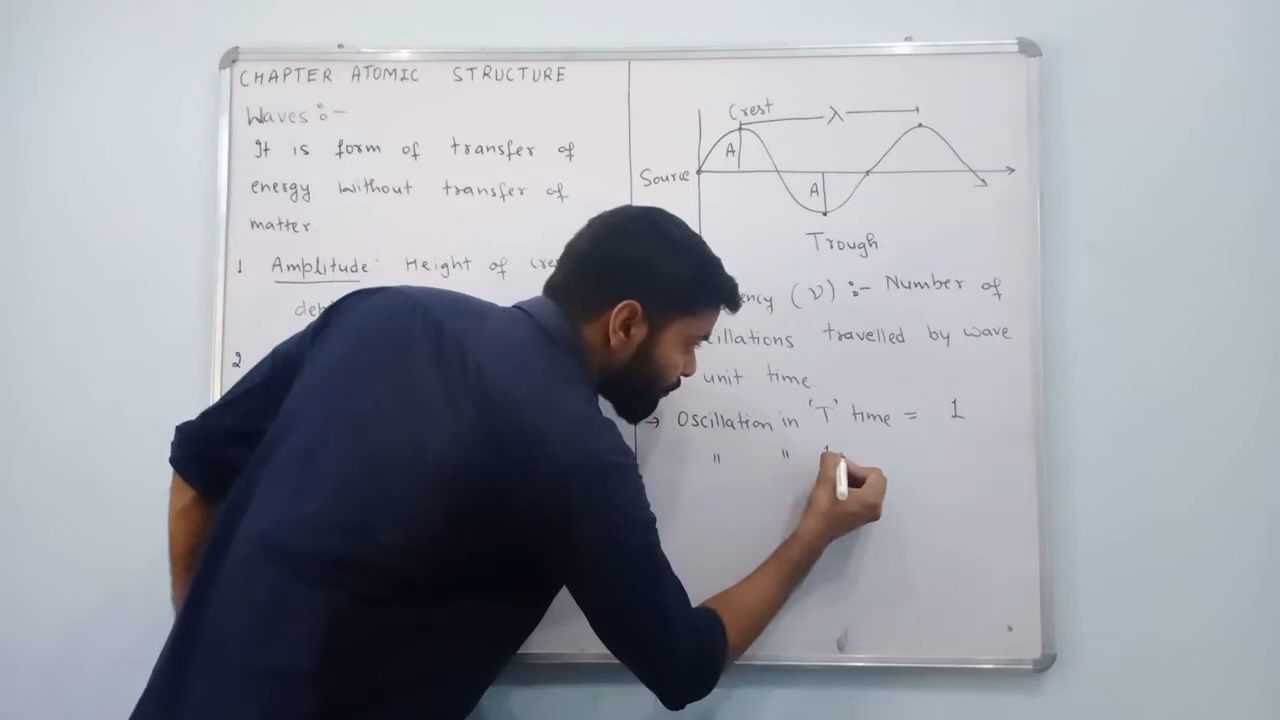 CHAPTER: ATOMIC STRUCTURE
Waves :-
It is form of transfer of
energy without transfer of
matter.
1 Amplitude: Height of
2
Crest
λ
A
Source
A
Trough
(ν) :- Number of
travelled by wave
unit time
→ Oscillation in 'T' time = 1
" "